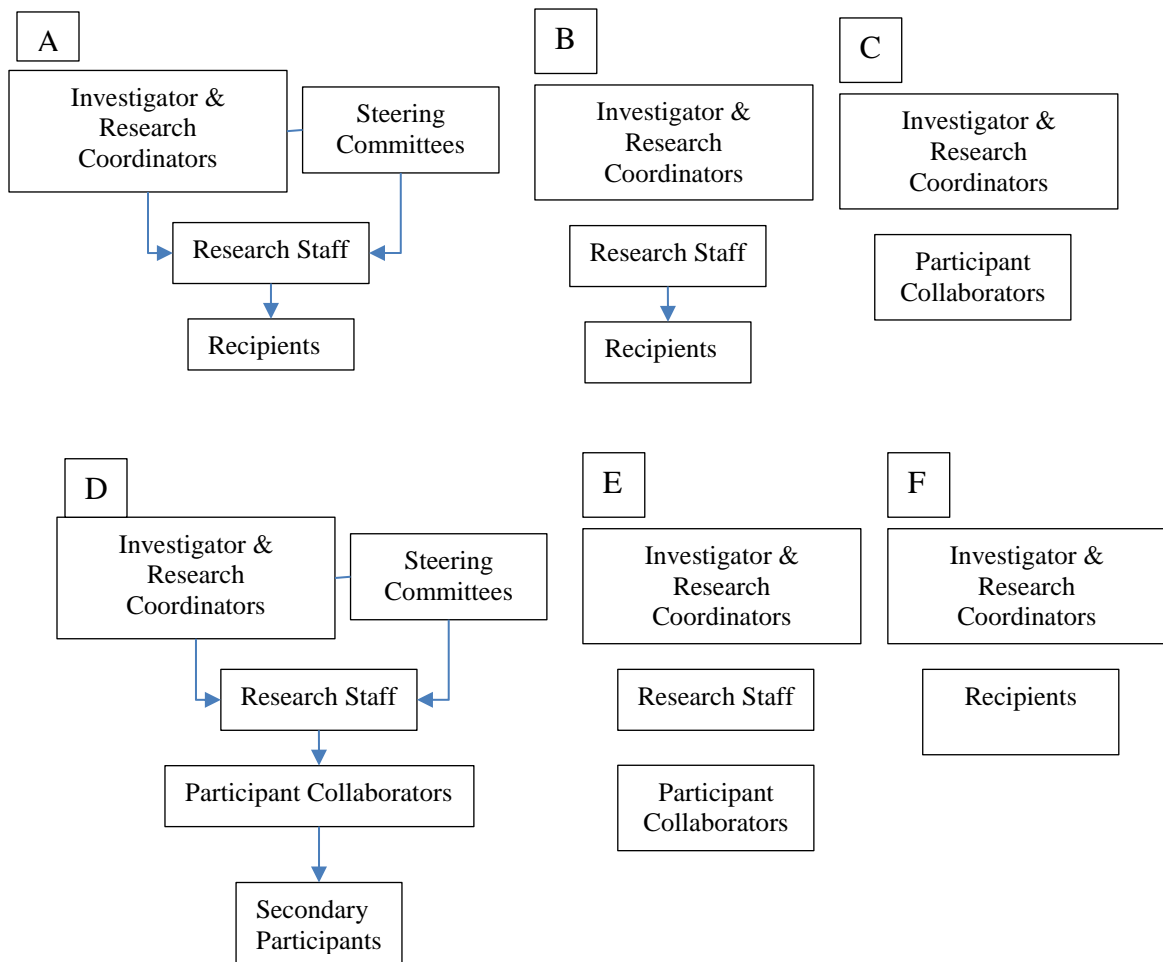 A
Investigator &
Research
Coordinators
Steering
Committees
Research Staff
Recipients
B
Investigator &
Research
Coordinators
Research Staff
Recipients
C
Investigator &
Research
Coordinators
Participant
Collaborators
D
Investigator &
Research
Coordinators
Steering
Committees
Research Staff
Participant Collaborators
Secondary
Participants
E
Investigator &
Research
Coordinators
Research Staff
Participant
Collaborators
F
Investigator &
Research
Coordinators
Recipients